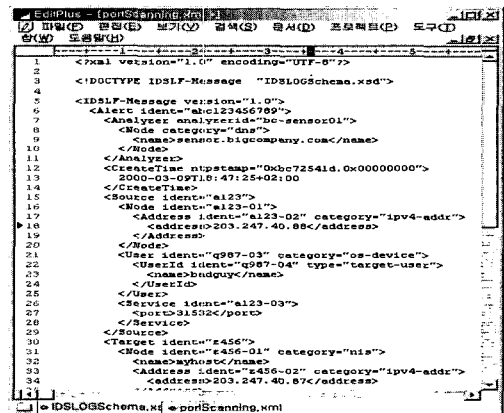 EditPlus - [portScanning.xml]
파일(F) 편집(E) 보기(V) 검색(S) 문서(D) 프로젝트(P) 도구(T)
창(W) 도움말(H)
1 <?xml version="1.0" encoding="UTF-8"?>
2
3 <!DOCTYPE IDSLF-Message "IDSLOGSchema.xsd">
4
5 <IDSLF-Message version="1.0">
6 <Alert ident="abc123456789">
7 <Analyzer analyzerid="bc-sensor01">
8 <Node category="dns">
9 <name>sensor.bigcompany.com</name>
10 </Node>
11 </Analyzer>
12 <CreateTime ntpstamp="0xbc72541d.0x00000000">
13 2000-03-09T18:47:25+02:00
14 </CreateTime>
15 <Source ident="a123">
16 <Node ident="a123-01">
17 <Address ident="a123-02" category="ipv4-addr">
18 <address>203.247.40.88</address>
19 </Address>
20 </Node>
21 <User ident="q987-03" category="os-device">
22 <UserId ident="q987-04" type="target-user">
23 <name>badguy</name>
24 </UserId>
25 </User>
26 <Service ident="a123-03">
27 <port>31532</port>
28 </Service>
29 </Source>
30 <Target ident="z456">
31 <Node ident="z456-01" category="nis">
32 <name>myhost</name>
33 <Address ident="z456-02" category="ipv4-addr">
34 <address>203.247.40.87</address>
IDSLOGSchema.xs portScanning.xml